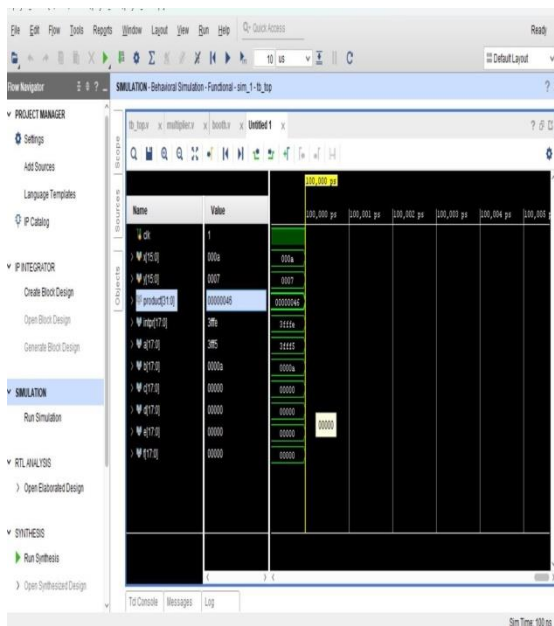 File Edit Flow Tools Reports Window Layout View Run Help Q- Quick Access Ready
10 us Default Layout
Flow Navigator ? SIMULATION - Behavioral Simulation - Functional - sim_1 - tb_top ?
PROJECT MANAGER
Settings
Add Sources
Language Templates
IP Catalog
IP INTEGRATOR
Create Block Design
Open Block Design
Generate Block Design
SIMULATION
Run Simulation
RTL ANALYSIS
Open Elaborated Design
SYNTHESIS
Run Synthesis
Open Synthesized Design
Scope
Sources
Objects
tb_top.v x multiplier.v x booth.v x Untitled 1 x
100,000 ps
Name Value 100,000 ps 100,001 ps 100,002 ps 100,003 ps 100,004 ps 100,005 p
clk 1
x[15:0] 000a 000a
y[15:0] 0007 0007
product[31:0] 00000046 00000046
3fffe
a[17:0] 3fff5
b[17:0] 0000a 0000a
c[17:0] 00000 00000
d[17:0] 00000 00000
e[17:0] 00000 00000
f[17:0] 00000 00000
00000
Tcl Console Messages Log
Sim Time: 100 ns